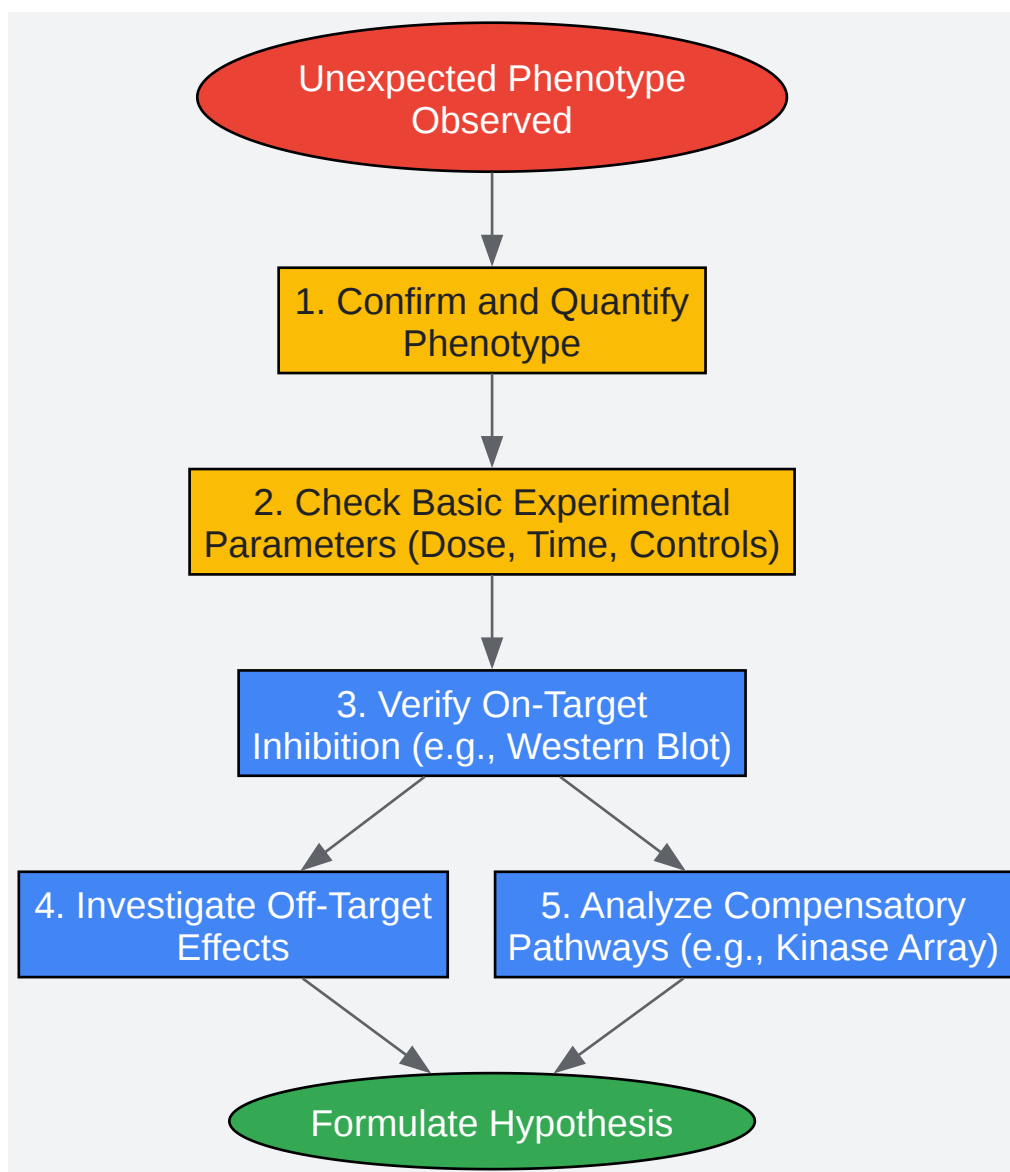 Unexpected Phenotype
Observed
1. Confirm and Quantify
Phenotype
2. Check Basic Experimental
Parameters (Dose, Time, Controls)
3. Verify On-Target
Inhibition (e.g., Western Blot)
4. Investigate Off-Target
Effects
5. Analyze Compensatory
Pathways (e.g., Kinase Array)
Formulate Hypothesis